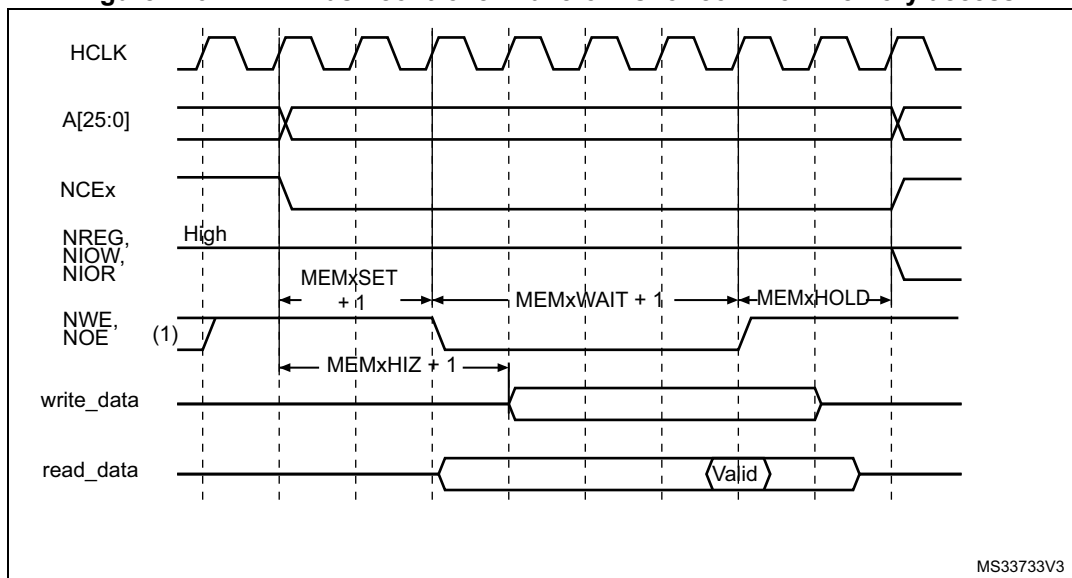 HCLK
A[25:0]
NCEx
NREG,
NIOW,
NIOR
High
MEMxSET
+ 1
MEMxWAIT + 1
MEMxHOLD
NWE,
NOE
(1)
MEMxHIZ + 1
write_data
read_data
Valid
MS33733V3